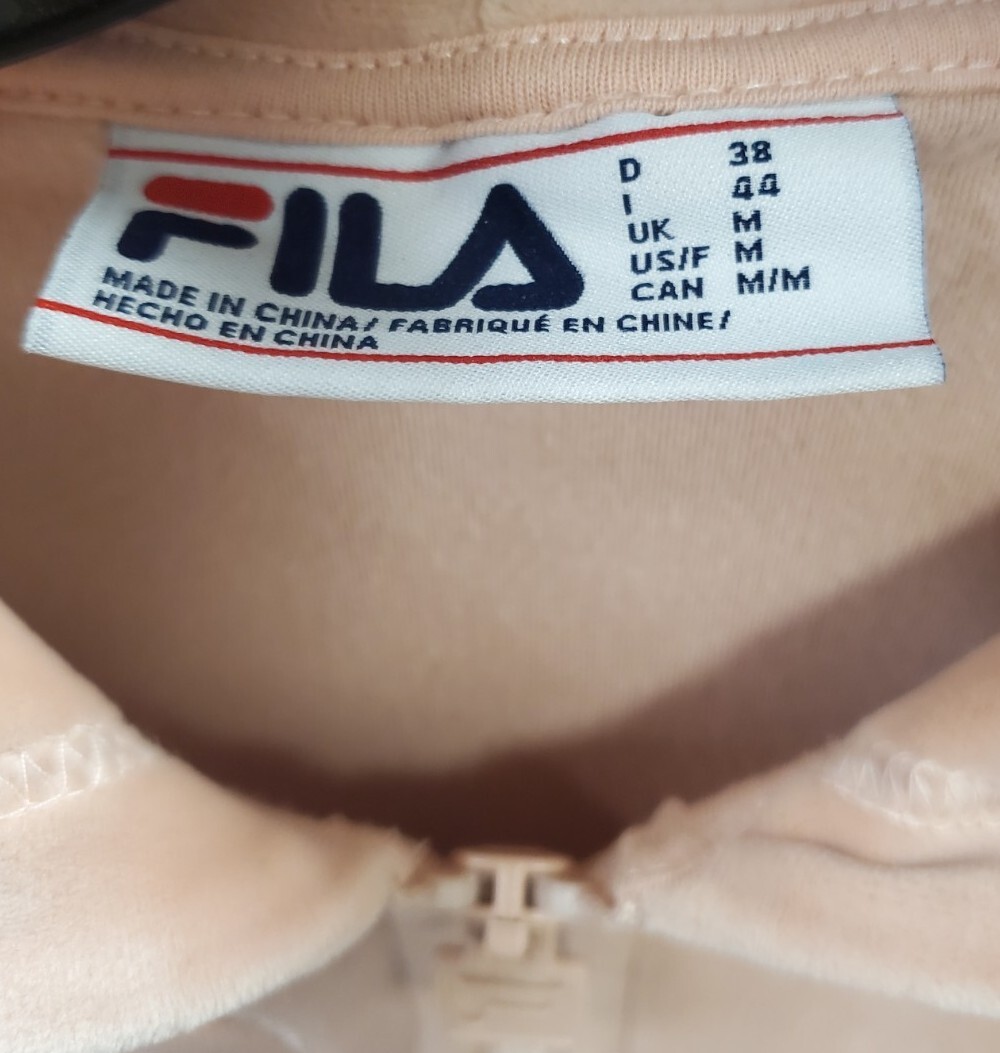 FILA
D 38
I 44
UK M
US/F M
CAN M/M
MADE IN CHINA/ FABRIQUÉ EN CHINE/
HECHO EN CHINA